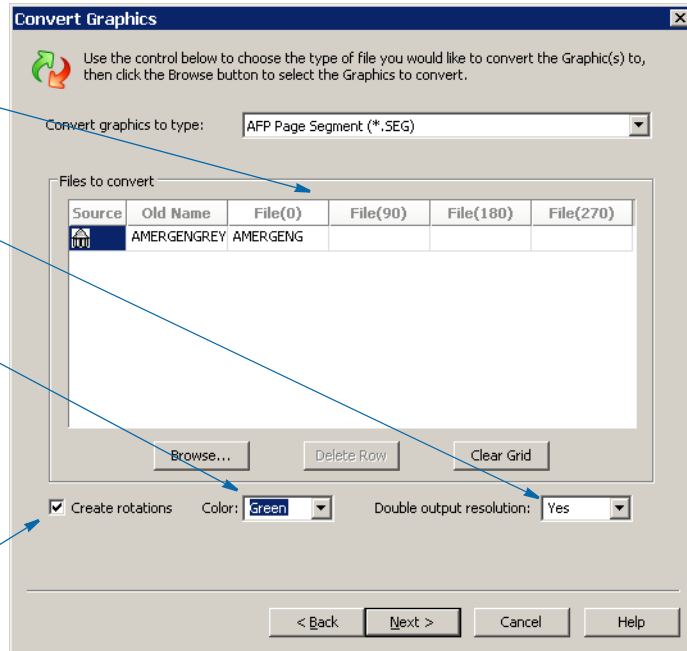 Convert Graphics
Use the control below to choose the type of file you would like to convert the Graphic(s) to,
then click the Browse button to select the Graphics to convert.
Convert graphics to type: AFP Page Segment (*.SEG)
Files to convert
Source Old Name File(0) File(90) File(180) File(270)
AMERGENGREY AMERGENG
Browse... Delete Row Clear Grid
Create rotations Color: Green Double output resolution: Yes
< Back Next > Cancel Help